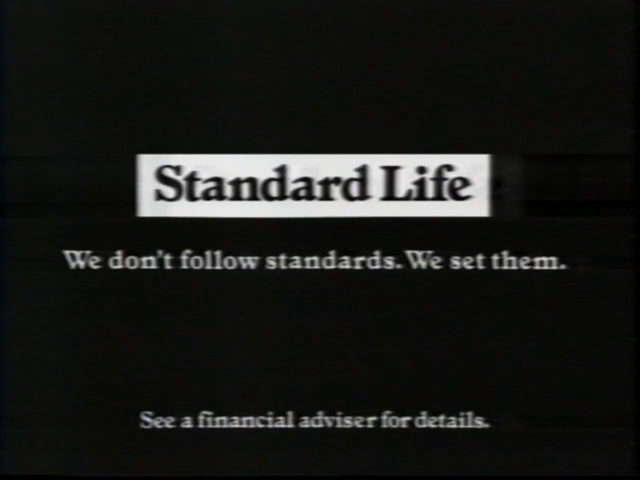 Standard Life
We don't follow standards. We set them.
See a financial adviser for details.